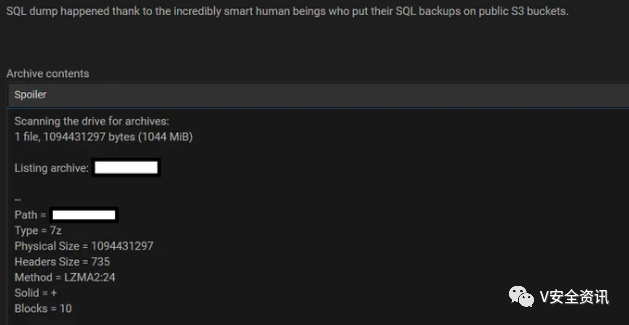 SQL dump happened thank to the incredibly smart human beings who put their SQL backups on public S3 buckets.
Archive contents
Spoiler
Scanning the drive for archives:
1 file, 1094431297 bytes (1044 MiB)
Listing archive:
--
Path =
Type = 7z
Physical Size = 1094431297
Headers Size = 735
Method = LZMA2:24
Solid = +
Blocks = 10
V安全资讯